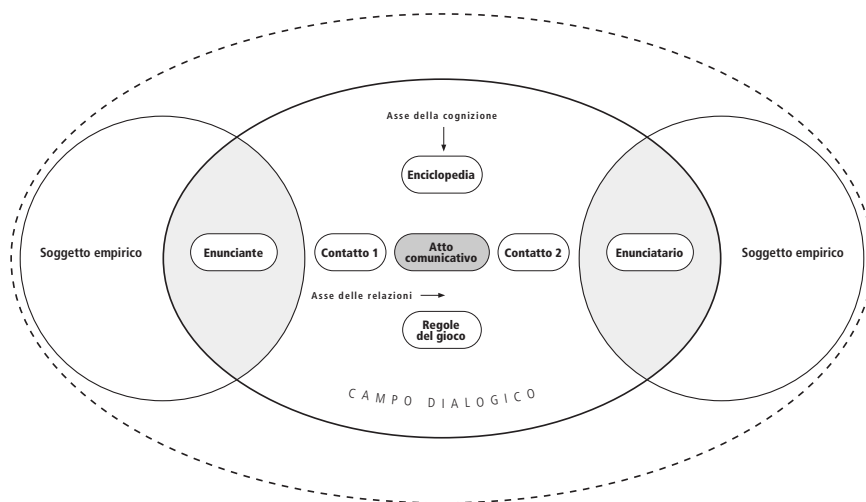 Asse della cognizione
Enciclopedia
Soggetto empirico
Enunciante
Contatto 1
Atto
comunicativo
Contatto 2
Enunciatario
Soggetto empirico
Asse delle relazioni
Regole
del gioco
CAMPO DIALOGICO